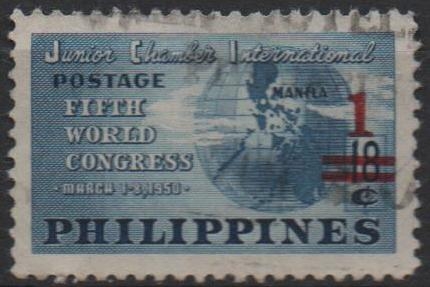 Junior Chamber International
POSTAGE
FIFTH
WORLD
CONGRESS
- MARCH 1-8, 1950 -
MANILA
1
18
¢
PHILIPPINES